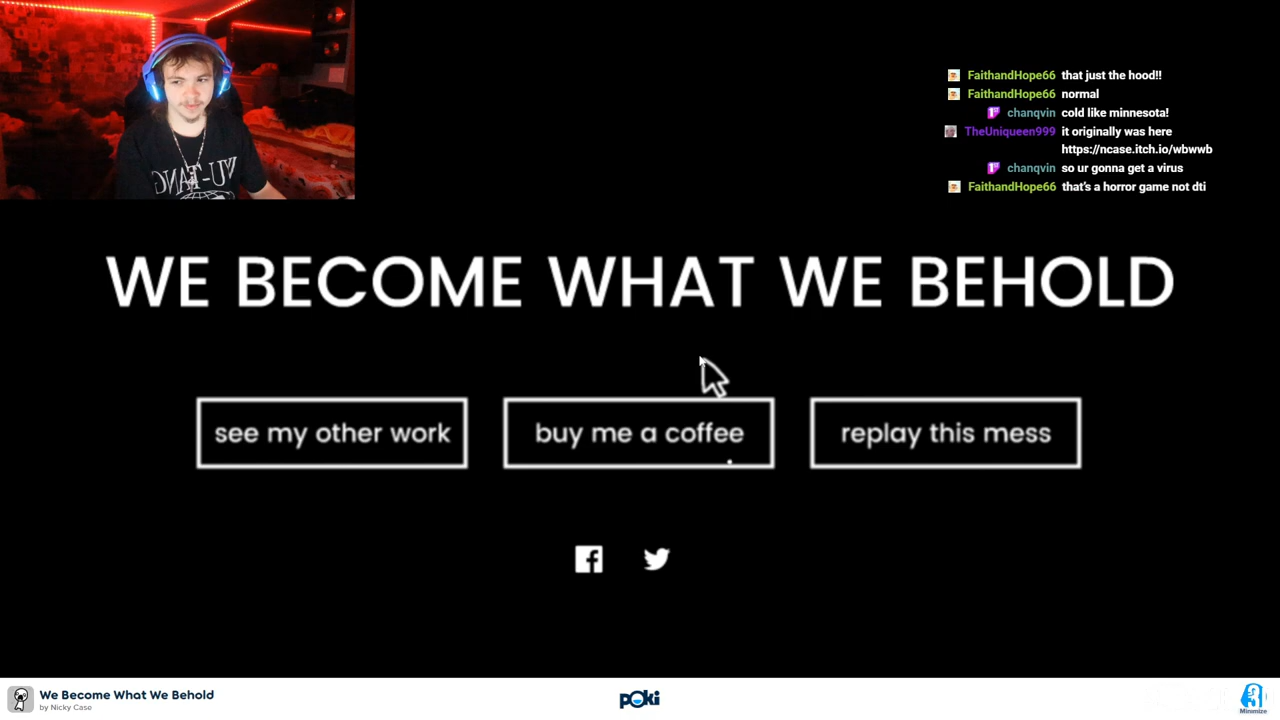 FaithandHope66 that just the hood!!
FaithandHope66 normal
chanqvin cold like minnesota!
TheUniqueen999 it originally was here
https://ncase.itch.io/wbwwb
chanqvin so ur gonna get a virus
FaithandHope66 that's a horror game not dti
WU-TANG
WE BECOME WHAT WE BEHOLD
see my other work
buy me a coffee
replay this mess
We Become What We Behold
by Nicky Case
poki
Minimize